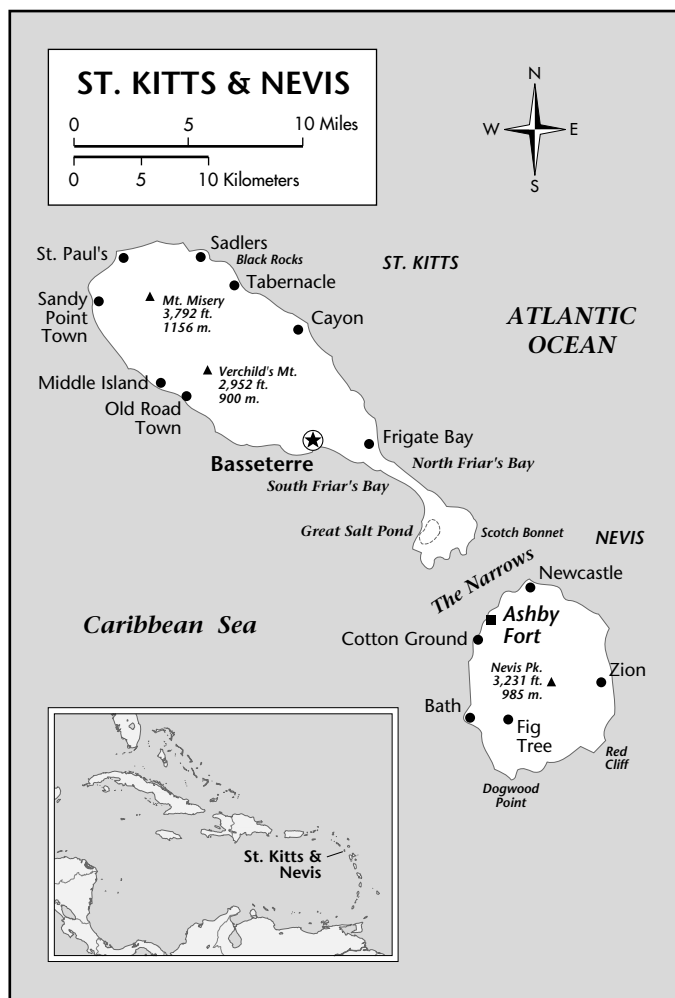 ST. KITTS & NEVIS
0 5 10 Miles
0 5 10 Kilometers
N
W E
S
St. Paul's
Sadlers
Black Rocks
ST. KITTS
Tabernacle
Sandy
Point
Town
Mt. Misery
3,792 ft.
1156 m.
Cayon
ATLANTIC
OCEAN
Verchild's Mt.
2,952 ft.
900 m.
Middle Island
Old Road
Town
Basseterre
Frigate Bay
North Friar's Bay
South Friar's Bay
Great Salt Pond
Scotch Bonnet
NEVIS
The Narrows
Newcastle
Caribbean Sea
Ashby
Fort
Cotton Ground
Nevis Pk.
3,231 ft.
985 m.
Zion
Bath
Fig
Tree
Red
Cliff
Dogwood
Point
St. Kitts &
Nevis